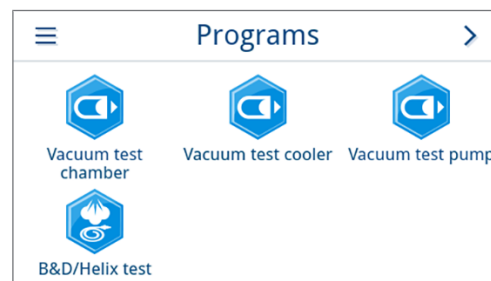 Programs
Vacuum test chamber
Vacuum test cooler
Vacuum test pump
B&D/Helix test